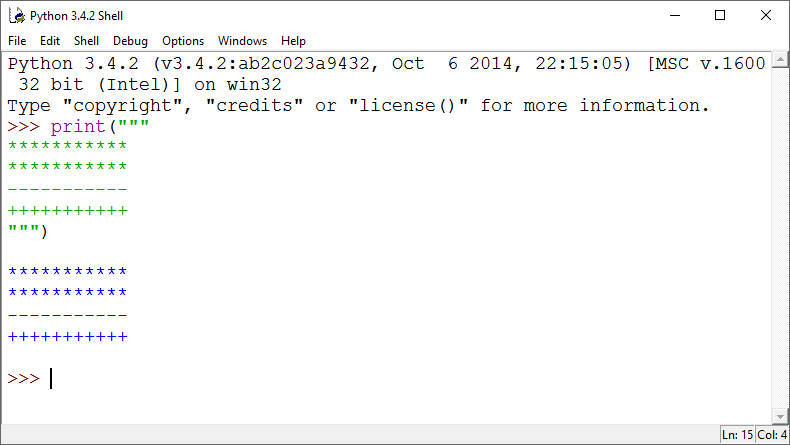 Python 3.4.2 Shell
File Edit Shell Debug Options Windows Help
Python 3.4.2 (v3.4.2:ab2c023a9432, Oct  6 2014, 22:15:05) [MSC v.1600
 32 bit (Intel)] on win32
Type "copyright", "credits" or "license()" for more information.
>>> print("""
***********
***********
-----------
+++++++++++
""")

***********
***********
-----------
+++++++++++

>>>
Ln: 15 Col: 4